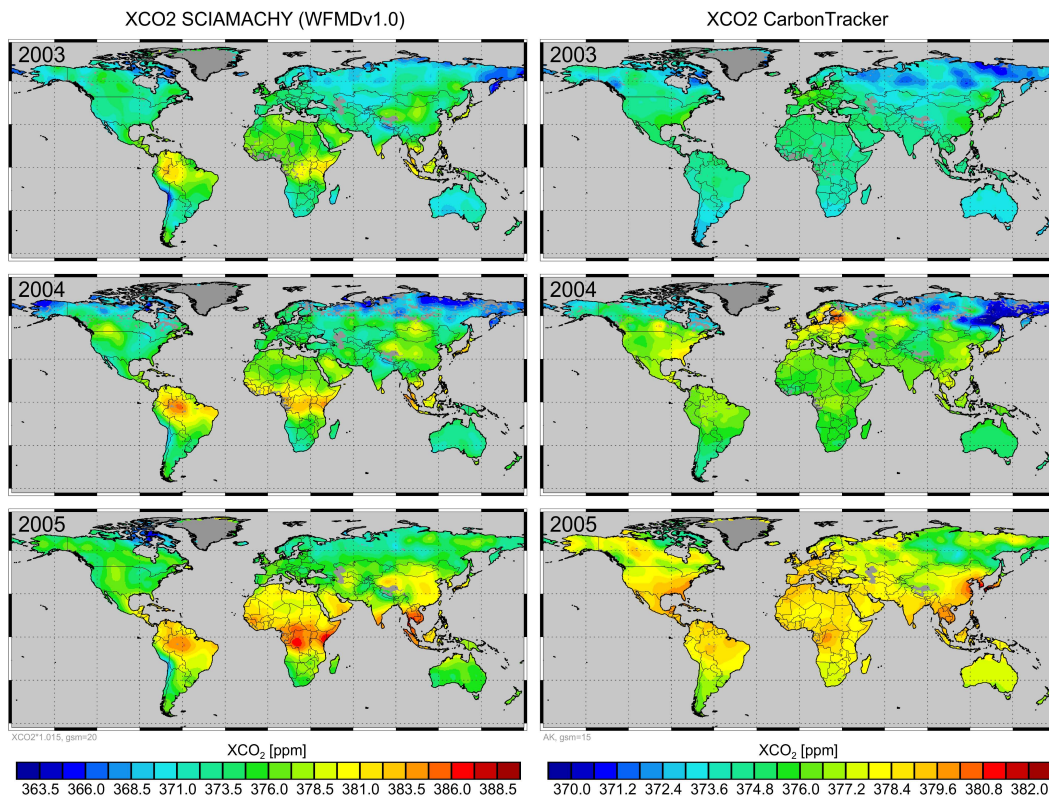 XCO2 SCIAMACHY (WFMDv1.0)
XCO2 CarbonTracker
2003
2003
2004
2004
2005
2005
XCO2*1.015, gsm=20
AK, gsm=15
XCO₂ [ppm]
XCO₂ [ppm]
363.5 366.0 368.5 371.0 373.5 376.0 378.5 381.0 383.5 386.0 388.5
370.0 371.2 372.4 373.6 374.8 376.0 377.2 378.4 379.6 380.8 382.0